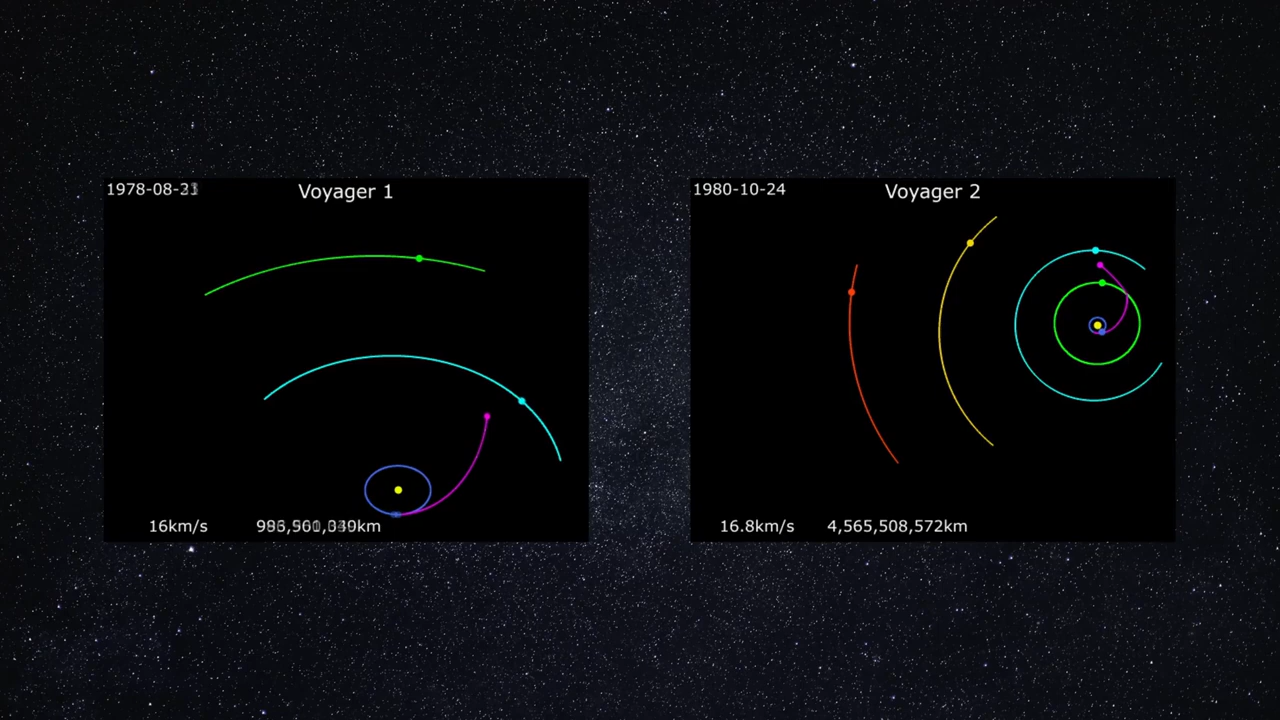 Voyager 1
16km/s
1980-10-24
Voyager 2
16.8km/s
4,565,508,572km